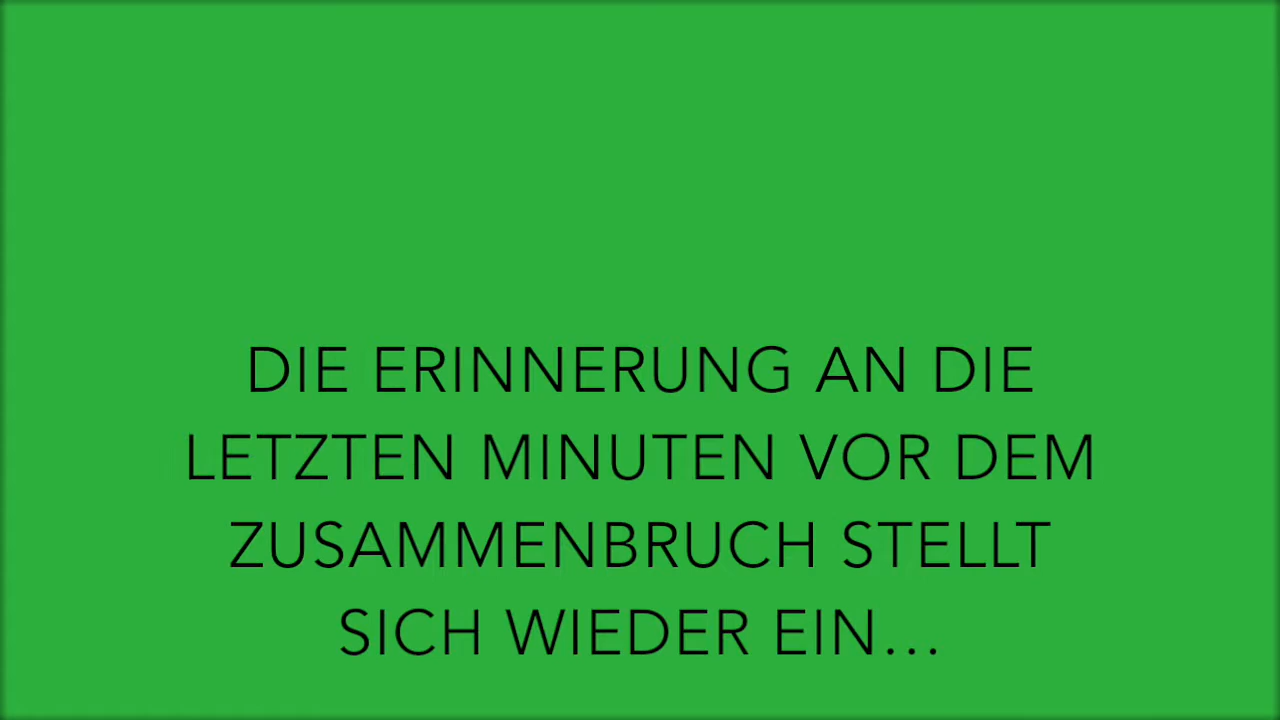 DIE ERINNERUNG AN DIE
LETZTEN MINUTEN VOR DEM
ZUSAMMENBRUCH STELLT
SICH WIEDER EIN...